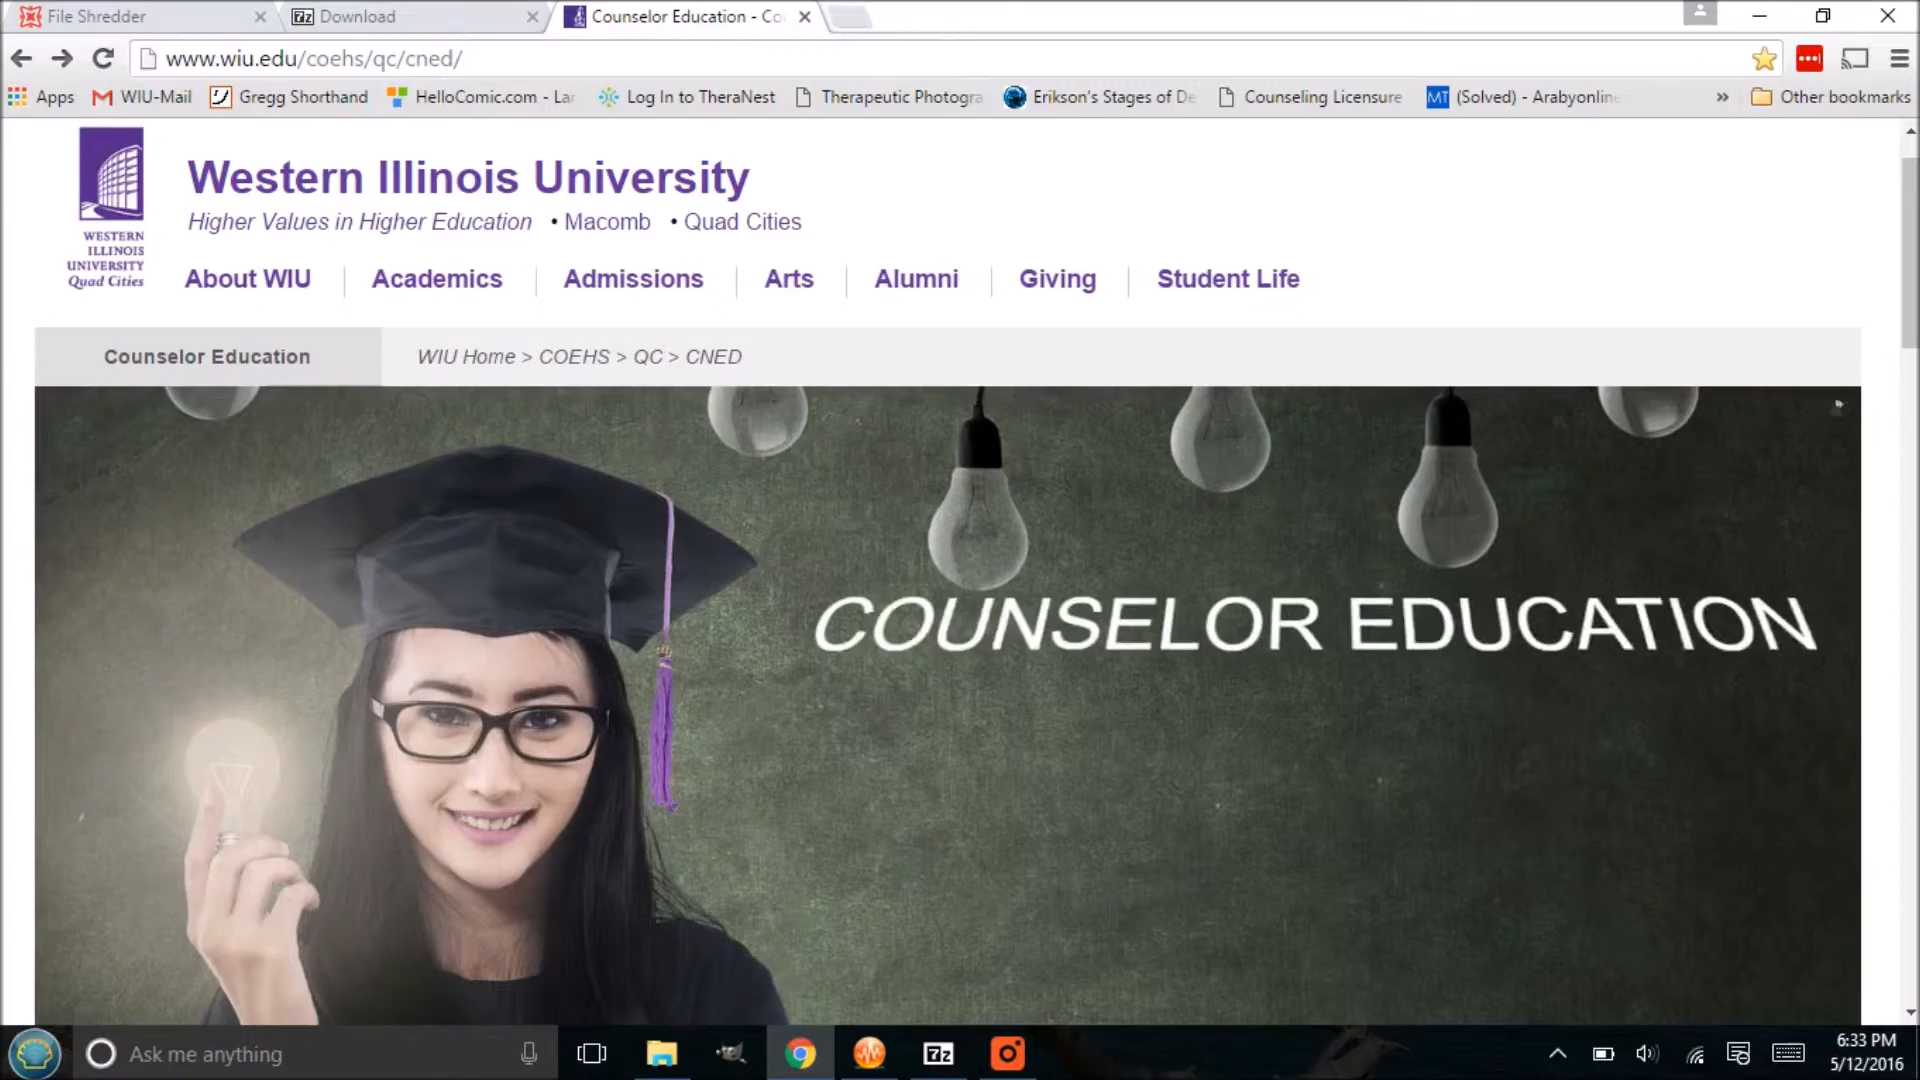 File Shredder
7z Download
Counselor Education - Co
www.wiu.edu/coehs/qc/cned/
Apps WIU-Mail Gregg Shorthand HelloComic.com - La Log In to TheraNest Therapeutic Photogra Erikson's Stages of De Counseling Licensure MT (Solved) - Arabyonline » Other bookmarks
Western Illinois University
Higher Values in Higher Education • Macomb • Quad Cities
WESTERN
ILLINOIS
UNIVERSITY
Quad Cities
About WIU Academics Admissions Arts Alumni Giving Student Life
Counselor Education WIU Home > COEHS > QC > CNED
COUNSELOR EDUCATION
Ask me anything
7z
6:33 PM
5/12/2016